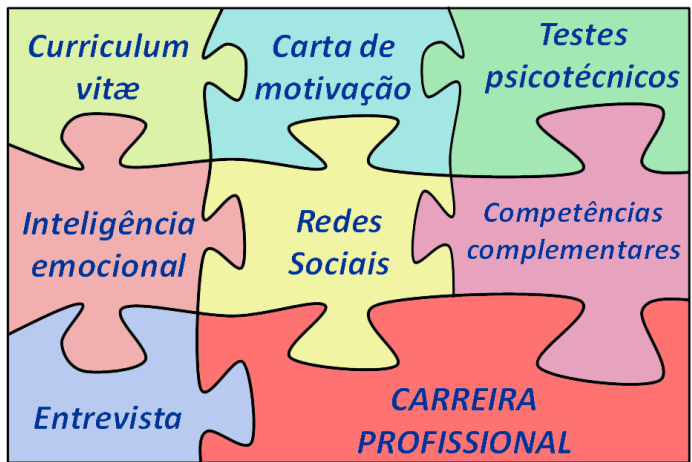 Curriculum
vitæ
Carta de
motivação
Testes
psicotécnicos
Inteligência
emocional
Redes
Sociais
Competências
complementares
Entrevista
CARREIRA
PROFISSIONAL